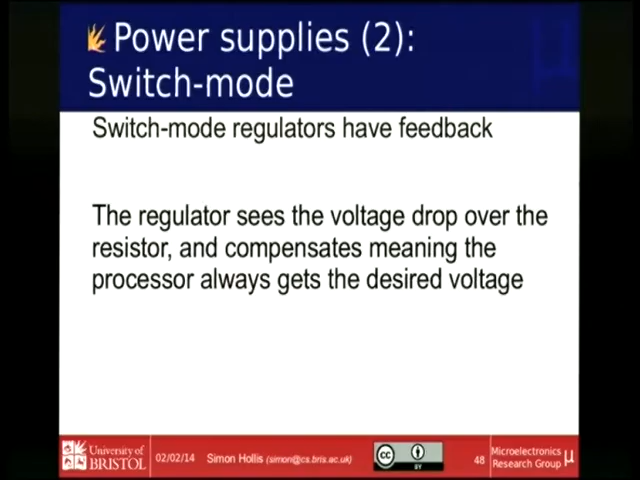 Power supplies (2):
Switch-mode
Switch-mode regulators have feedback
The regulator sees the voltage drop over the
resistor, and compensates meaning the
processor always gets the desired voltage
University of
BRISTOL
02/02/14
Simon Hollis (simon@cs.bris.ac.uk)
cc
BY
48
Microelectronics
Research Group
μ